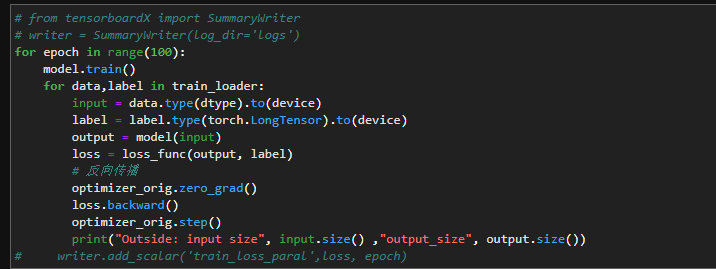 # from tensorboardX import SummaryWriter
# writer = SummaryWriter(log_dir='logs')
for epoch in range(100):
    model.train()
    for data,label in train_loader:
        input = data.type(dtype).to(device)
        label = label.type(torch.LongTensor).to(device)
        output = model(input)
        loss = loss_func(output, label)
        # 反向传播
        optimizer_orig.zero_grad()
        loss.backward()
        optimizer_orig.step()
        print("Outside: input size", input.size() ,"output_size", output.size())
#     writer.add_scalar('train_loss_paral',loss, epoch)